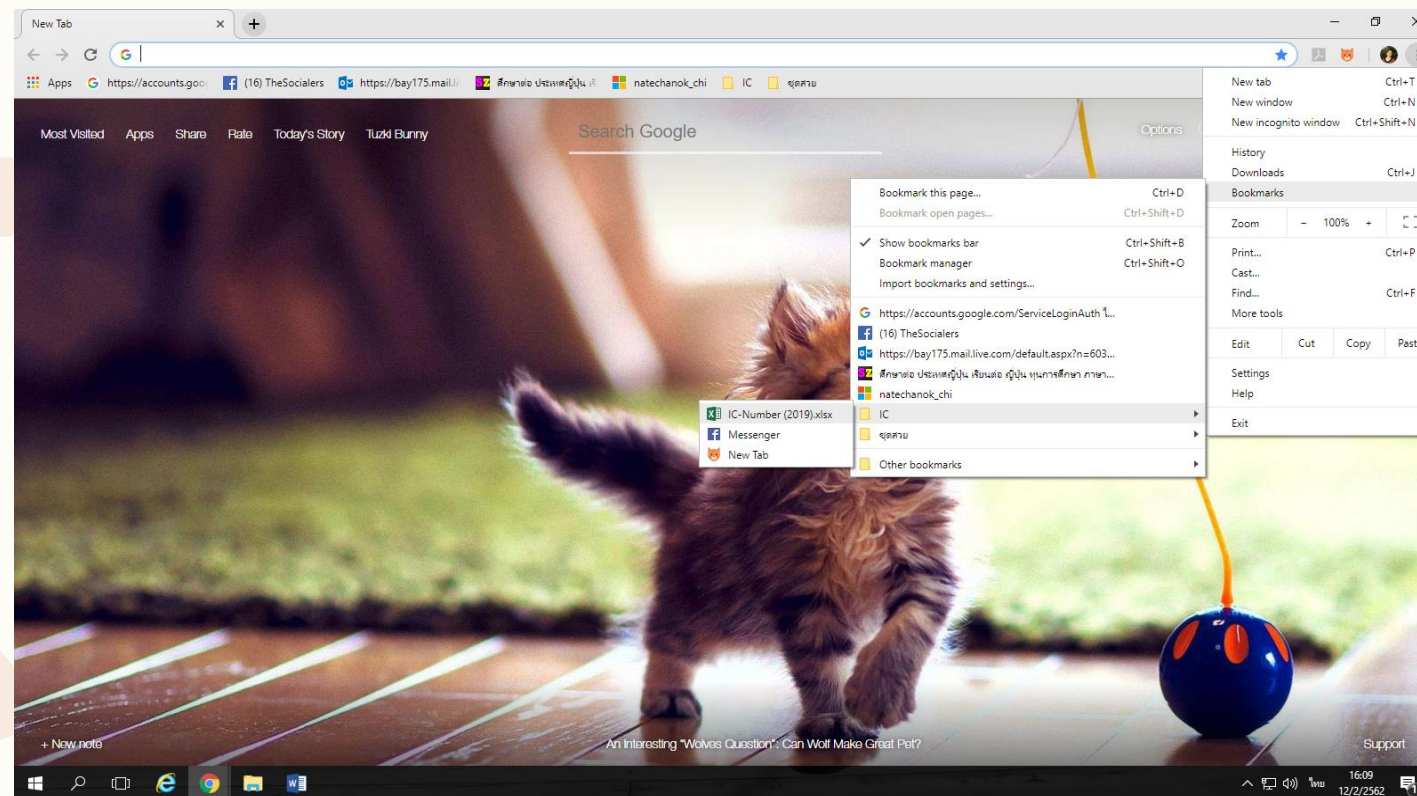 New Tab
https://accounts.goo
Apps
(16) TheSocialers
https://bay175.mail.li
ศึกษาต่อ ประเทศญี่ปุ่น เรี
natechanok_chi
IC
ชุดสวย
Most Visited Apps Share Rate Today's Story Tuzki Bunny
Search Google
Options
New tab Ctrl+T
New window Ctrl+N
New incognito window Ctrl+Shift+N
History
Downloads Ctrl+J
Bookmarks
Zoom - 100% +
Print... Ctrl+P
Cast...
Find... Ctrl+F
More tools
Edit Cut Copy Past
Settings
Help
Exit
Bookmark this page... Ctrl+D
Bookmark open pages... Ctrl+Shift+D
Show bookmarks bar Ctrl+Shift+B
Bookmark manager Ctrl+Shift+O
Import bookmarks and settings...
https://accounts.google.com/ServiceLoginAuth ใ...
(16) TheSocialers
https://bay175.mail.live.com/default.aspx?n=603...
ศึกษาต่อ ประเทศญี่ปุ่น เรียนต่อ ญี่ปุ่น ทุนการศึกษา ภาษา...
natechanok_chi
IC
ชุดสวย
Other bookmarks
IC-Number (2019).xlsx
Messenger
New Tab
+ New note
An Interesting "Wolves Question": Can Wolf Make Great Pet?
Support
ไทย
16:09
12/2/2562